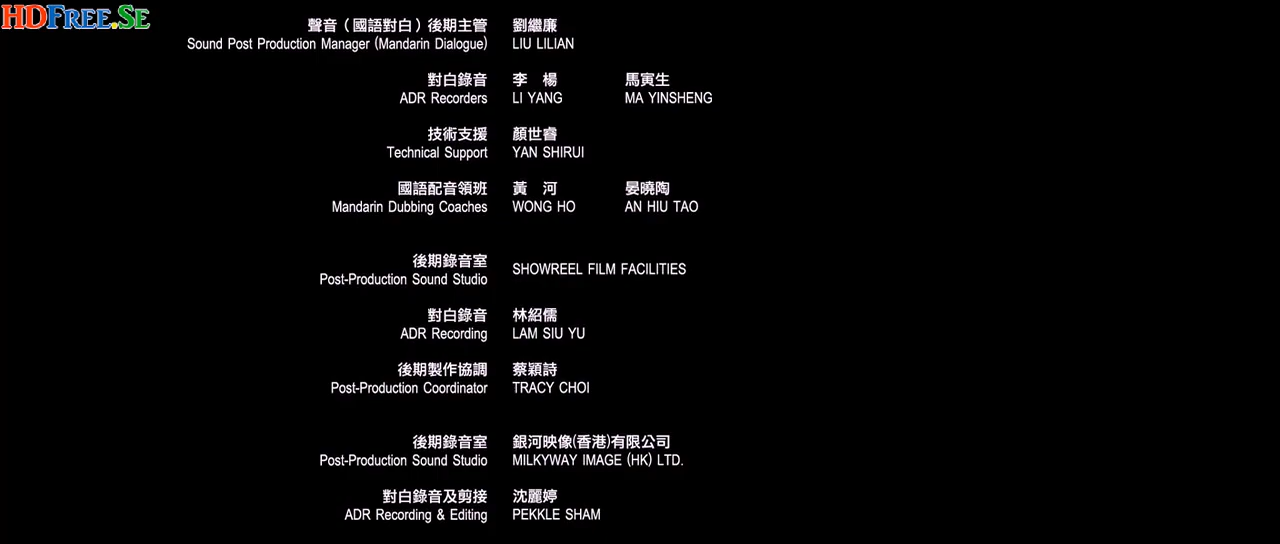 HDFREE.SE
聲音（國語對白）後期主管 劉繼廉
Sound Post Production Manager (Mandarin Dialogue) LIU LILIAN
對白錄音 李 楊 馬寅生
ADR Recorders LI YANG MA YINSHENG
技術支援 顏世睿
Technical Support YAN SHIRUI
國語配音領班 黃 河 晏曉陶
Mandarin Dubbing Coaches WONG HO AN HIU TAO
後期錄音室
Post-Production Sound Studio SHOWREEL FILM FACILITIES
對白錄音 林紹儒
ADR Recording LAM SIU YU
後期製作協調 蔡穎詩
Post-Production Coordinator TRACY CHOI
後期錄音室 銀河映像(香港)有限公司
Post-Production Sound Studio MILKYWAY IMAGE (HK) LTD.
對白錄音及剪接 沈麗婷
ADR Recording & Editing PEKKLE SHAM